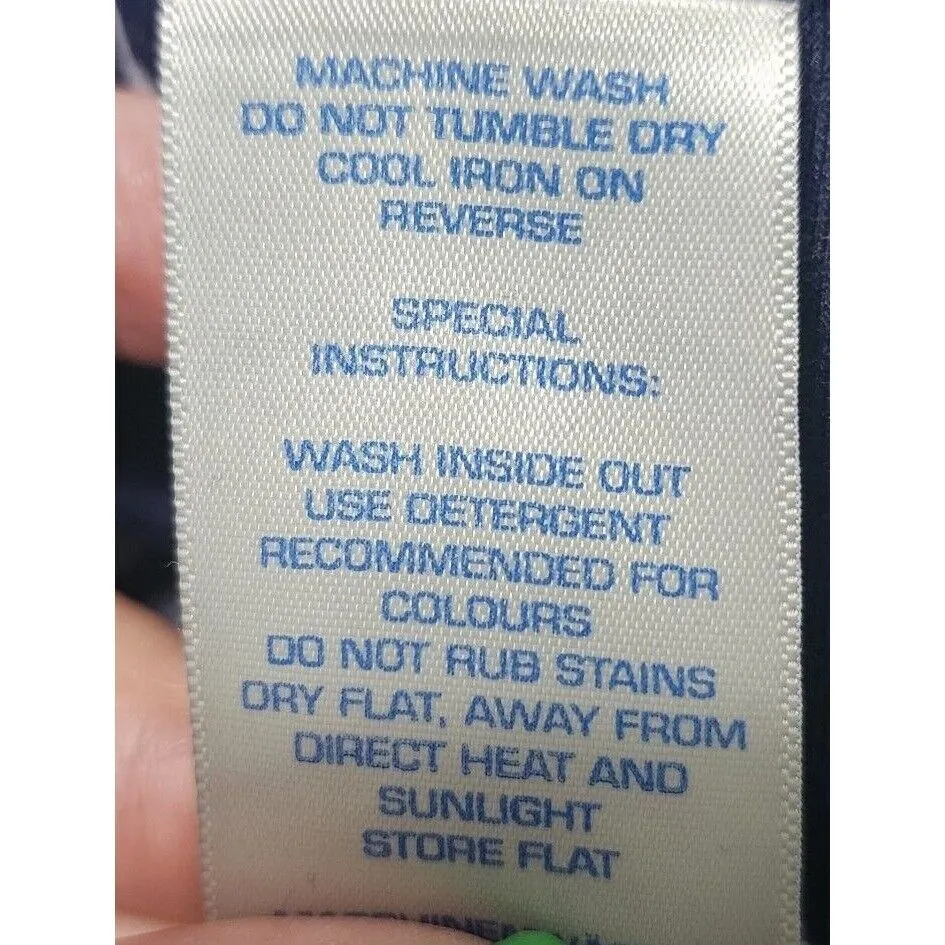 MACHINE WASH
DO NOT TUMBLE DRY
COOL IRON ON
REVERSE
SPECIAL
INSTRUCTIONS:
WASH INSIDE OUT
USE DETERGENT
RECOMMENDED FOR
COLOURS
DO NOT RUB STAINS
DRY FLAT, AWAY FROM
DIRECT HEAT AND
SUNLIGHT
STORE FLAT